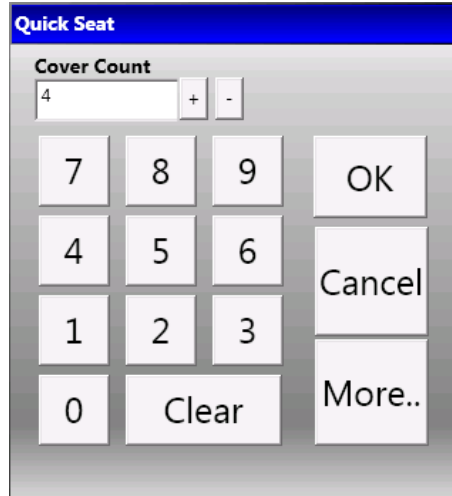 Quick Seat
Cover Count
4 + -
7 8 9 OK
4 5 6 Cancel
1 2 3
0 Clear More..